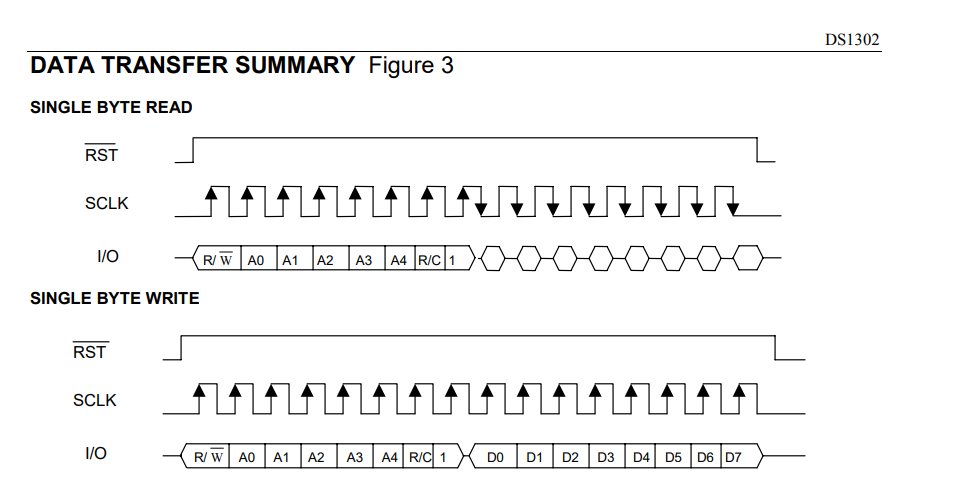 DS1302
DATA TRANSFER SUMMARY Figure 3
SINGLE BYTE READ
RST
SCLK
I/O R/ W A0 A1 A2 A3 A4 R/C 1
SINGLE BYTE WRITE
RST
SCLK
I/O R/ W A0 A1 A2 A3 A4 R/C 1 D0 D1 D2 D3 D4 D5 D6 D7